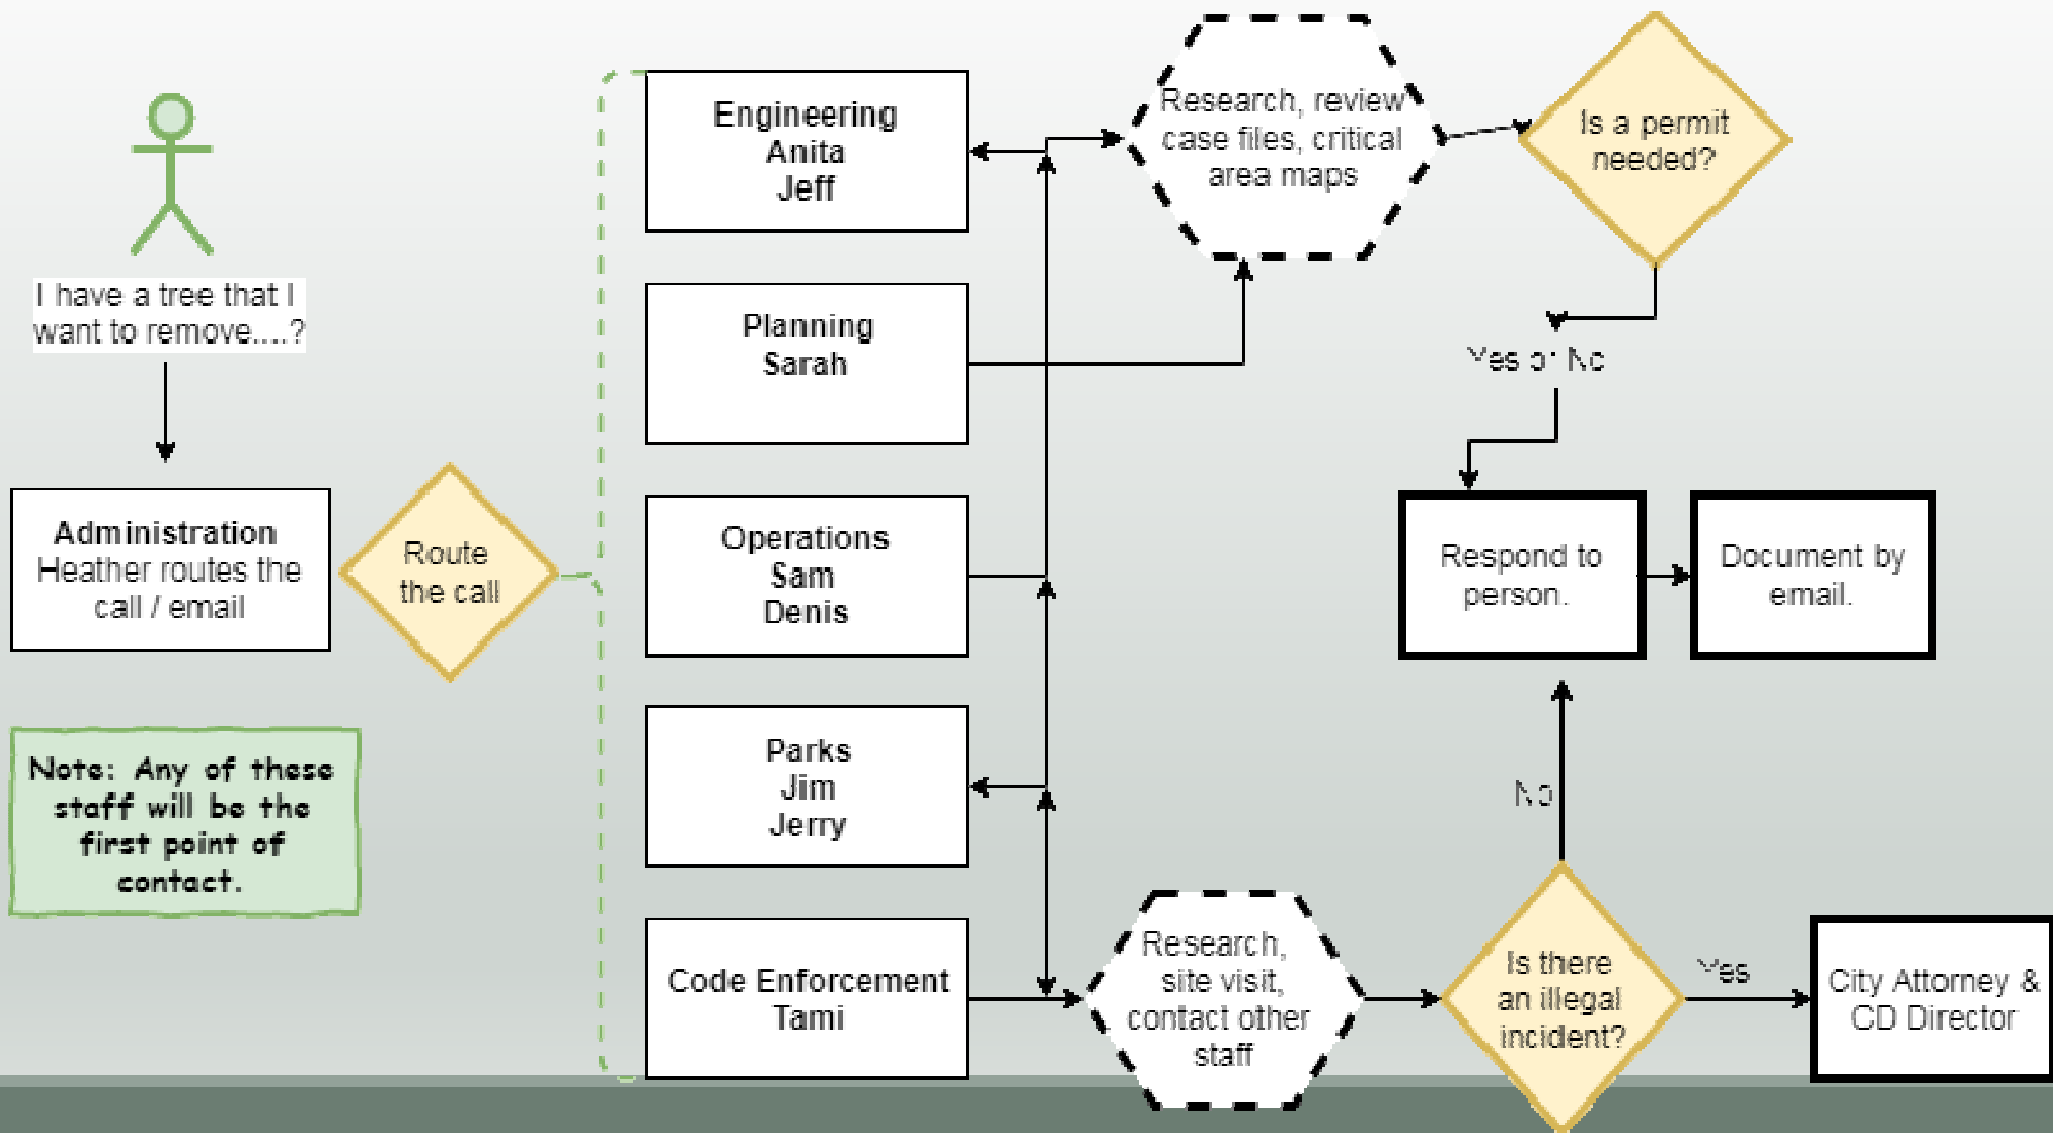 I have a tree that I
want to remove....?
Administration
Heather routes the
call / email
Note: Any of these
staff will be the
first point of
contact.
Route
the call
Engineering
Anita
Jeff
Planning
Sarah
Operations
Sam
Denis
Parks
Jim
Jerry
Code Enforcement
Tami
Research, review
case files, critical
area maps
Is a permit
needed?
Yes or No
Respond to
person.
Document by
email.
Research,
site visit,
contact other
staff
Is there
an illegal
incident?
No
Yes
City Attorney &
CD Director